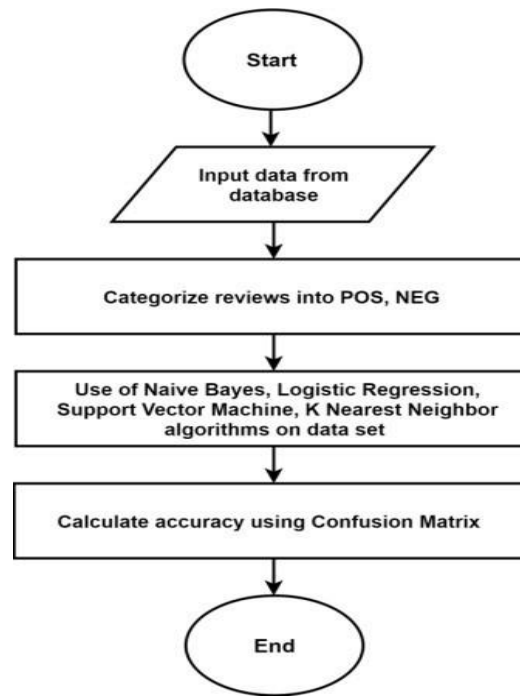 Start
Input data from
database
Categorize reviews into POS, NEG
Use of Naive Bayes, Logistic Regression,
Support Vector Machine, K Nearest Neighbor
algorithms on data set
Calculate accuracy using Confusion Matrix
End